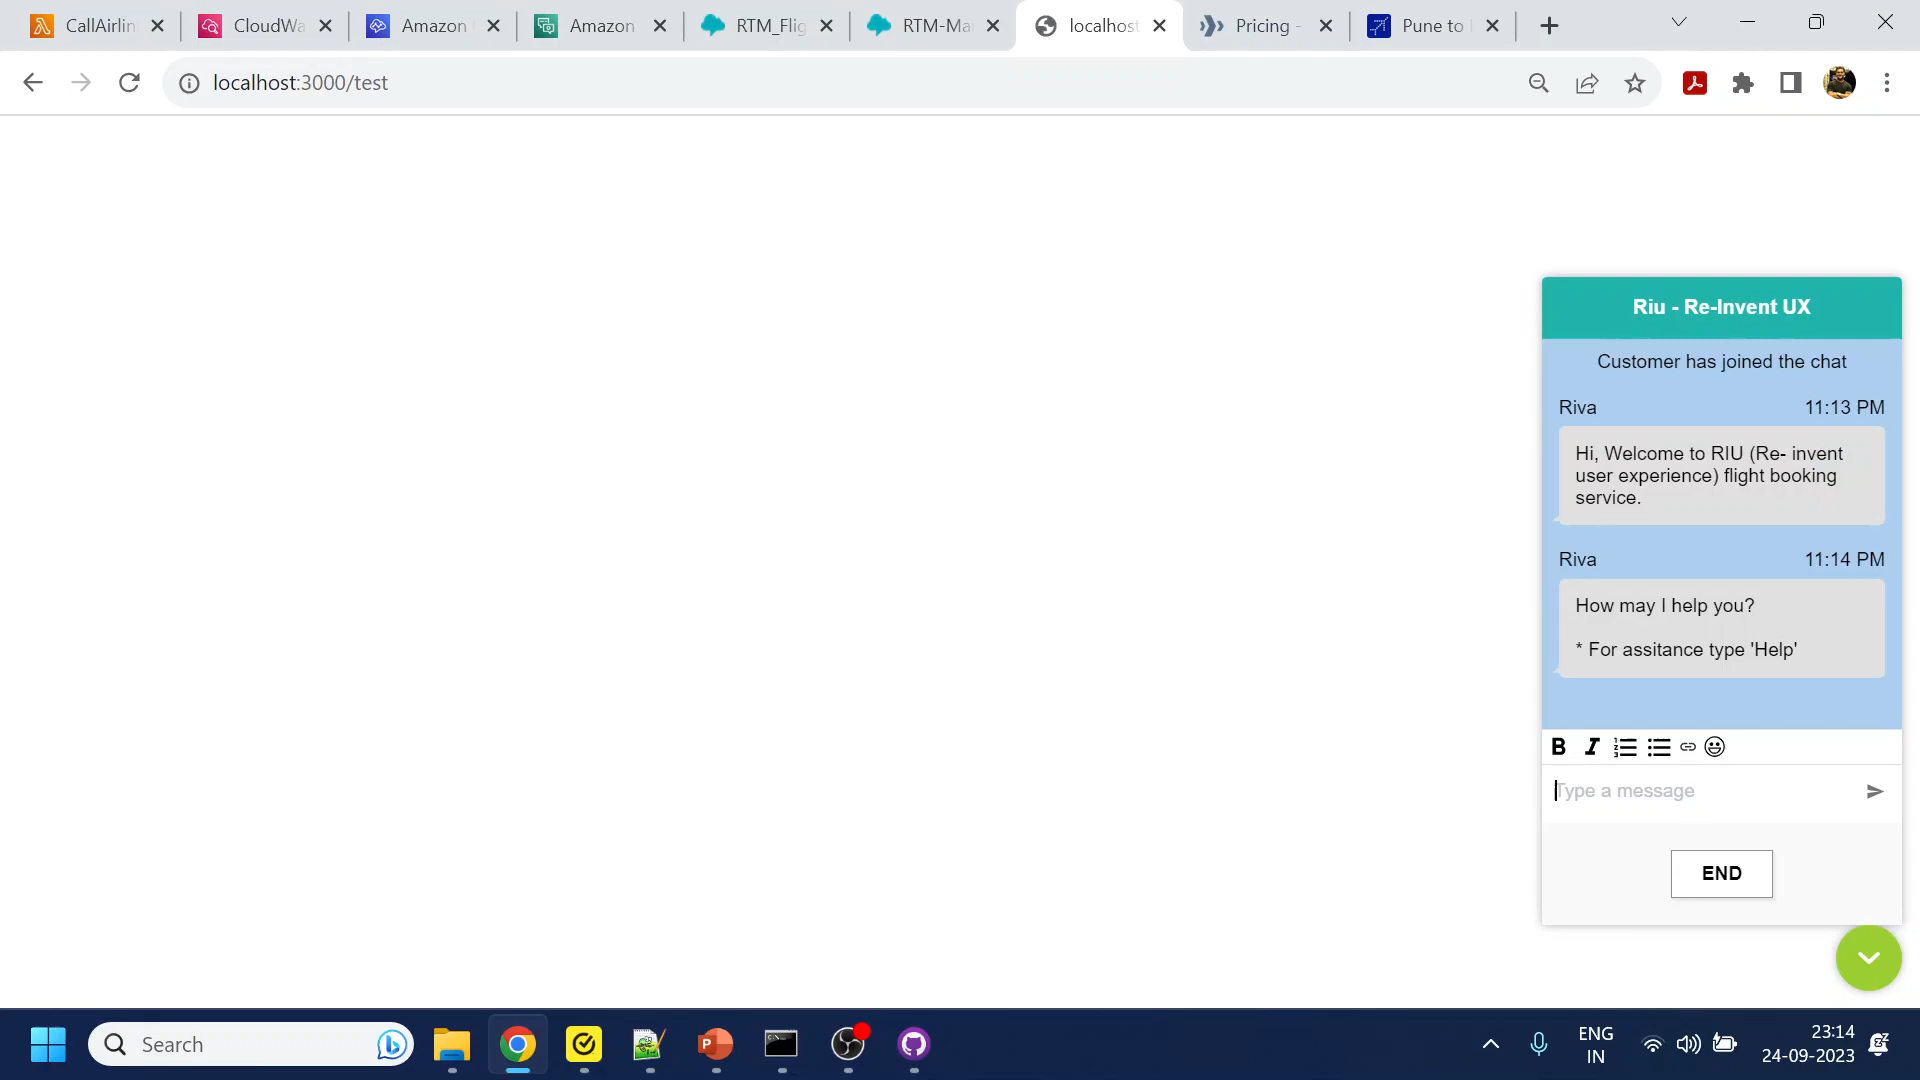 CallAirlin
CloudWa
Amazon
Amazon
RTM_Flig
RTM-Mai
localhost
Pricing -
Pune to
localhost:3000/test
Riu - Re-Invent UX
Customer has joined the chat
Riva 11:13 PM
Hi, Welcome to RIU (Re- invent
user experience) flight booking
service.
Riva 11:14 PM
How may I help you?
* For assitance type 'Help'
B I
Type a message
END
Search
ENG
IN
23:14
24-09-2023